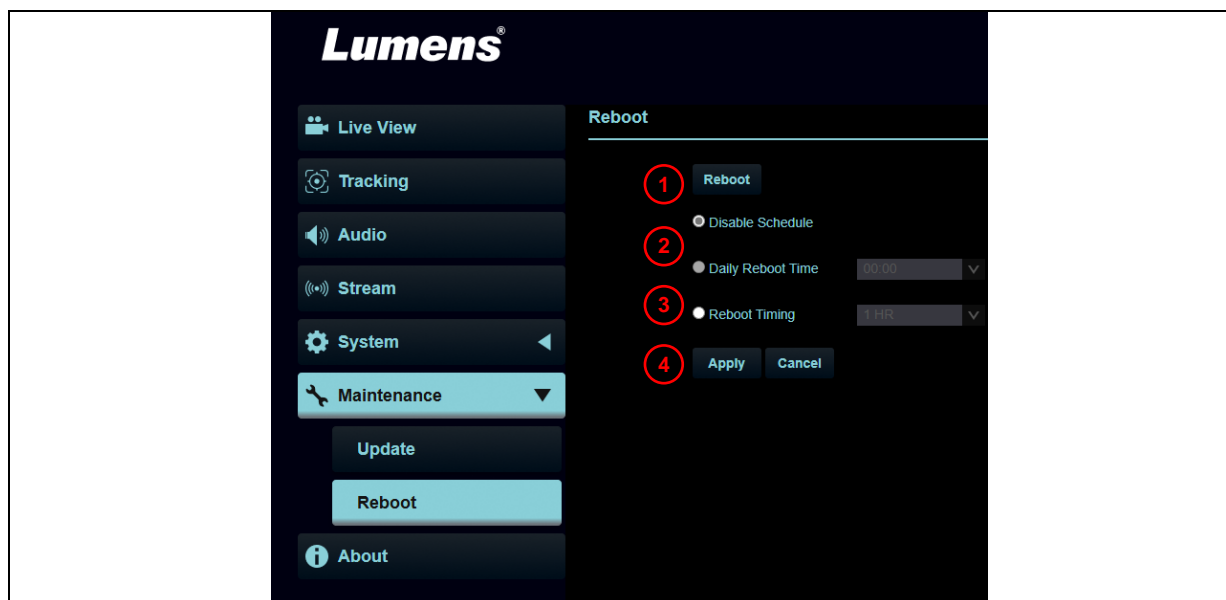 Lumens®
Live View
Tracking
Audio
Stream
System
Maintenance
Update
Reboot
About
Reboot
1 Reboot
Disable Schedule
2
Daily Reboot Time 00:00
3
Reboot Timing 1 HR
4 Apply Cancel